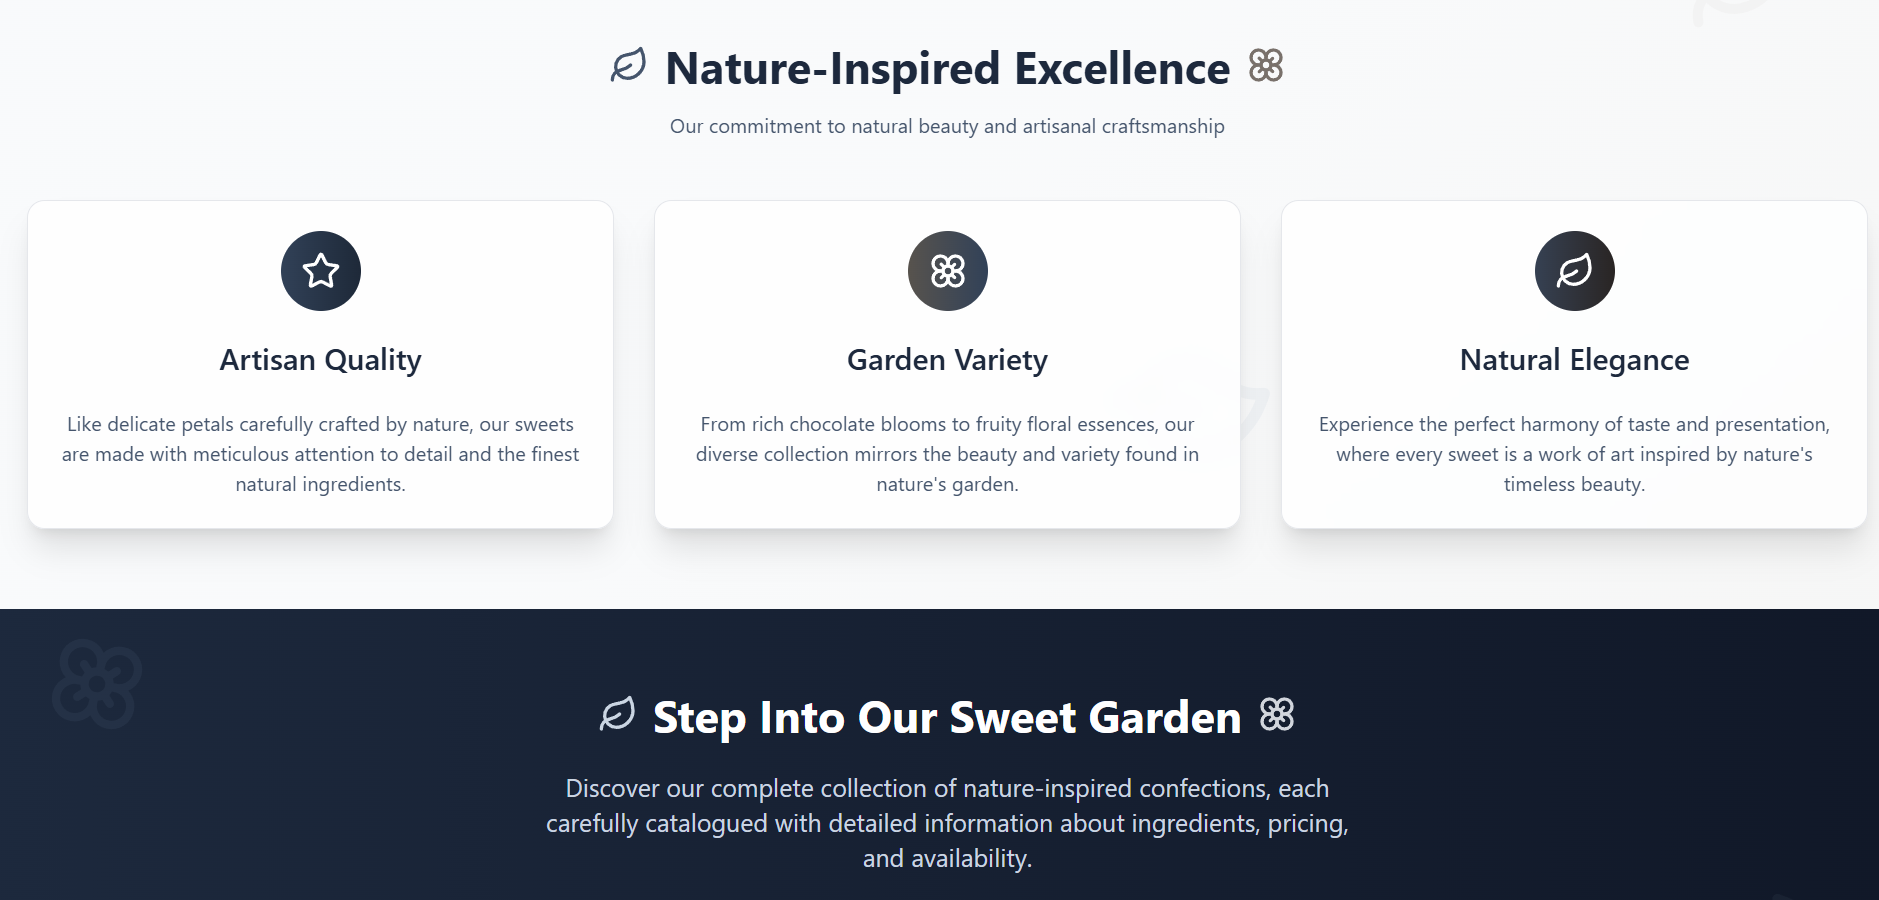 Nature-Inspired Excellence
Our commitment to natural beauty and artisanal craftsmanship
Artisan Quality
Like delicate petals carefully crafted by nature, our sweets
are made with meticulous attention to detail and the finest
natural ingredients.
Garden Variety
From rich chocolate blooms to fruity floral essences, our
diverse collection mirrors the beauty and variety found in
nature's garden.
Natural Elegance
Experience the perfect harmony of taste and presentation,
where every sweet is a work of art inspired by nature's
timeless beauty.
Step Into Our Sweet Garden
Discover our complete collection of nature-inspired confections, each
carefully catalogued with detailed information about ingredients, pricing,
and availability.